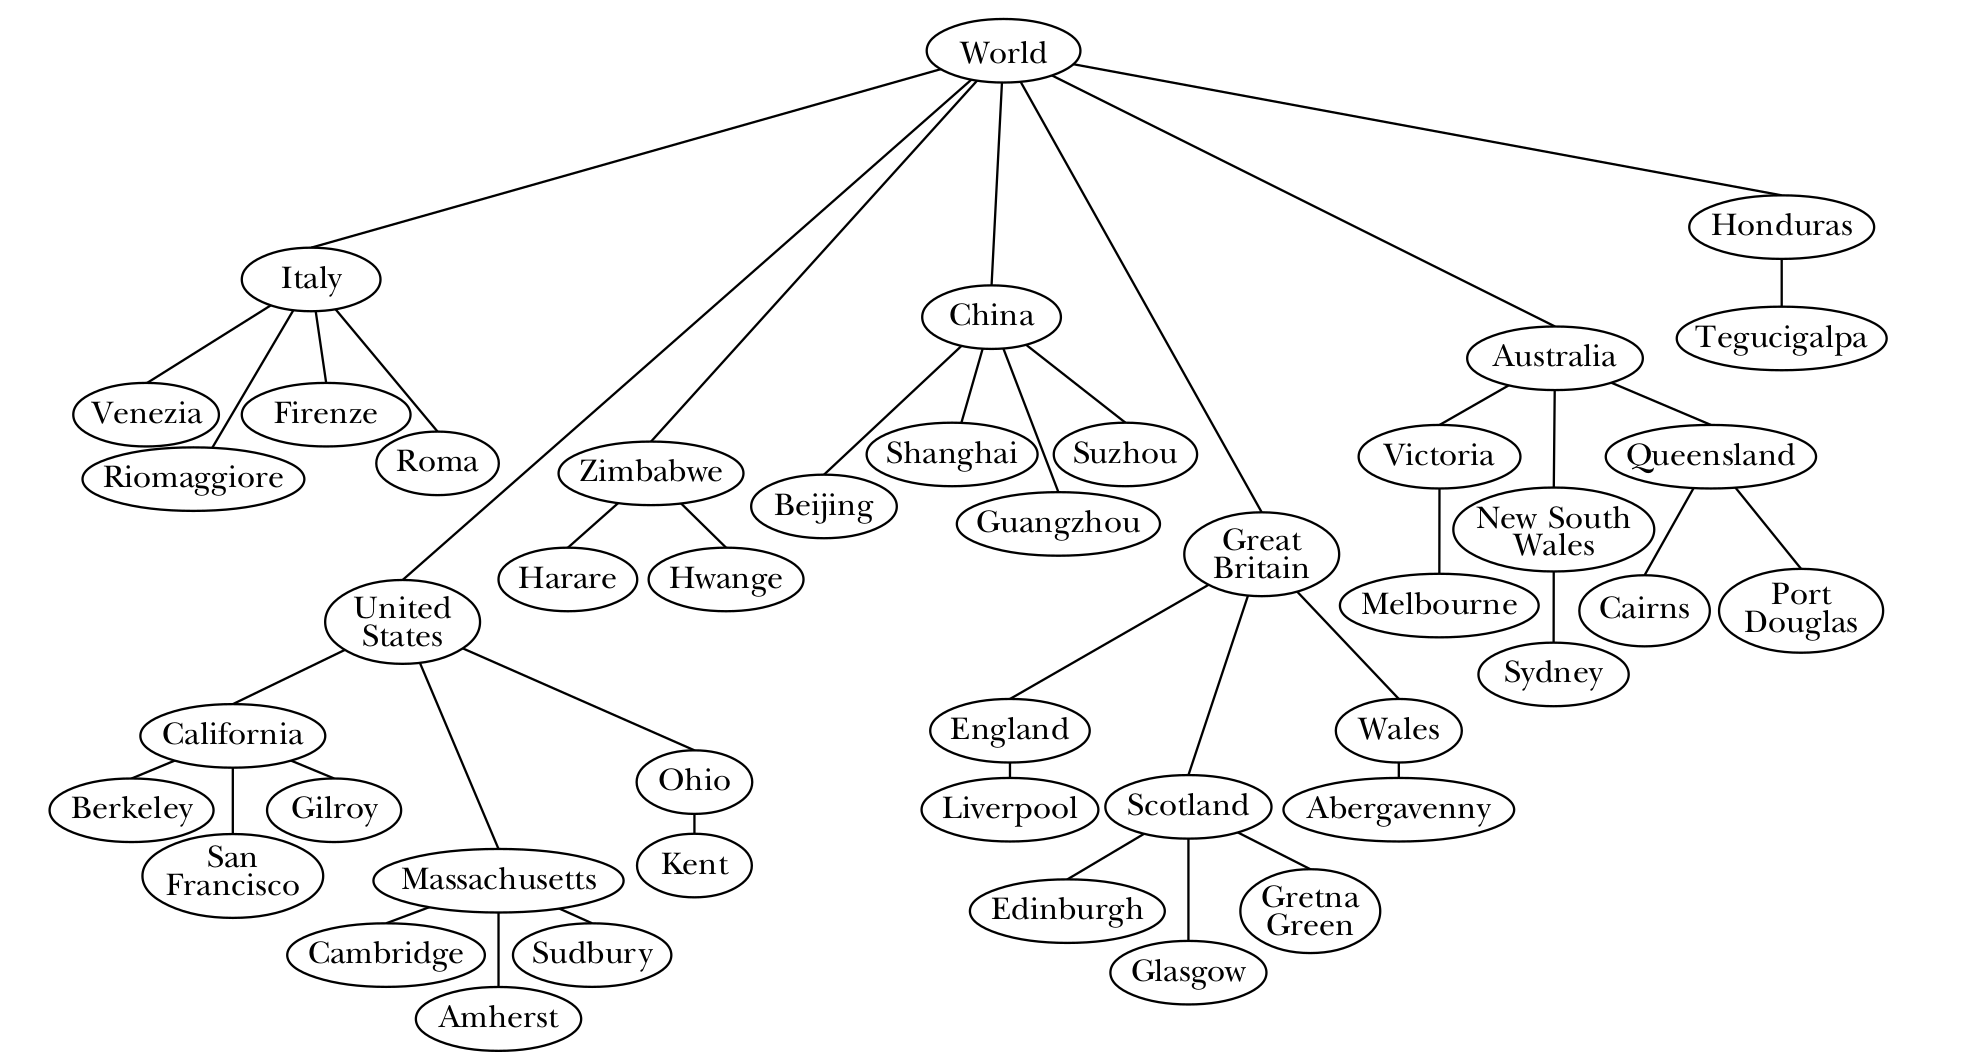 World
Honduras
Italy
China
Tegucigalpa
Australia
Venezia
Firenze
Riomaggiore
Roma
Zimbabwe
Shanghai
Suzhou
Beijing
Guangzhou
Victoria
Queensland
New South
Wales
Great
Britain
Harare
Hwange
Melbourne
Cairns
Port
Douglas
Sydney
United
States
California
Ohio
England
Wales
Berkeley
Gilroy
San
Francisco
Liverpool
Scotland
Abergavenny
Massachusetts
Kent
Cambridge
Sudbury
Amherst
Edinburgh
Gretna
Green
Glasgow